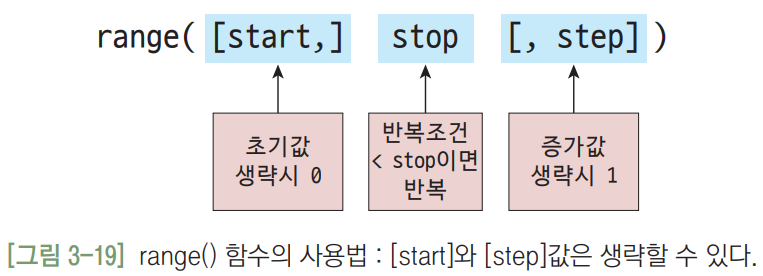 range( [start,] stop [, step] )
초기값
생략시 0
반복조건
< stop이면
반복
증가값
생략시 1
[그림 3-19] range() 함수의 사용법 : [start]와 [step]값은 생략할 수 있다.